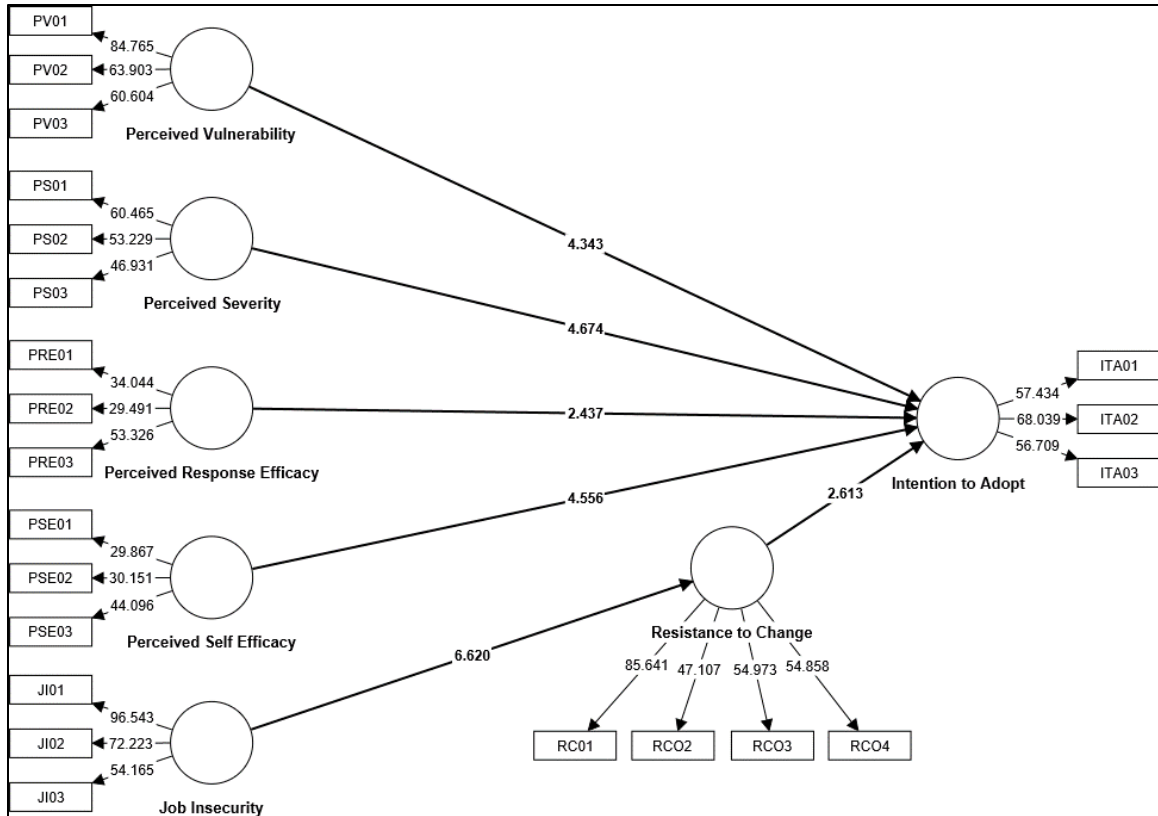 PV01
84.765
PV02
63.903
PV03
60.604
Perceived Vulnerability
4.343
PS01
60.465
PS02
53.229
PS03
46.931
Perceived Severity
4.674
PRE01
34.044
PRE02
29.491
PRE03
53.326
Perceived Response Efficacy
2.437
PSE01
29.867
PSE02
30.151
PSE03
44.096
Perceived Self Efficacy
4.556
JI01
96.543
JI02
72.223
JI03
54.165
Job Insecurity
6.620
Resistance to Change
2.613
85.641
47.107
54.973
54.858
RC01
RCO2
RCO3
RCO4
Intention to Adopt
57.434
ITA01
68.039
ITA02
56.709
ITA03